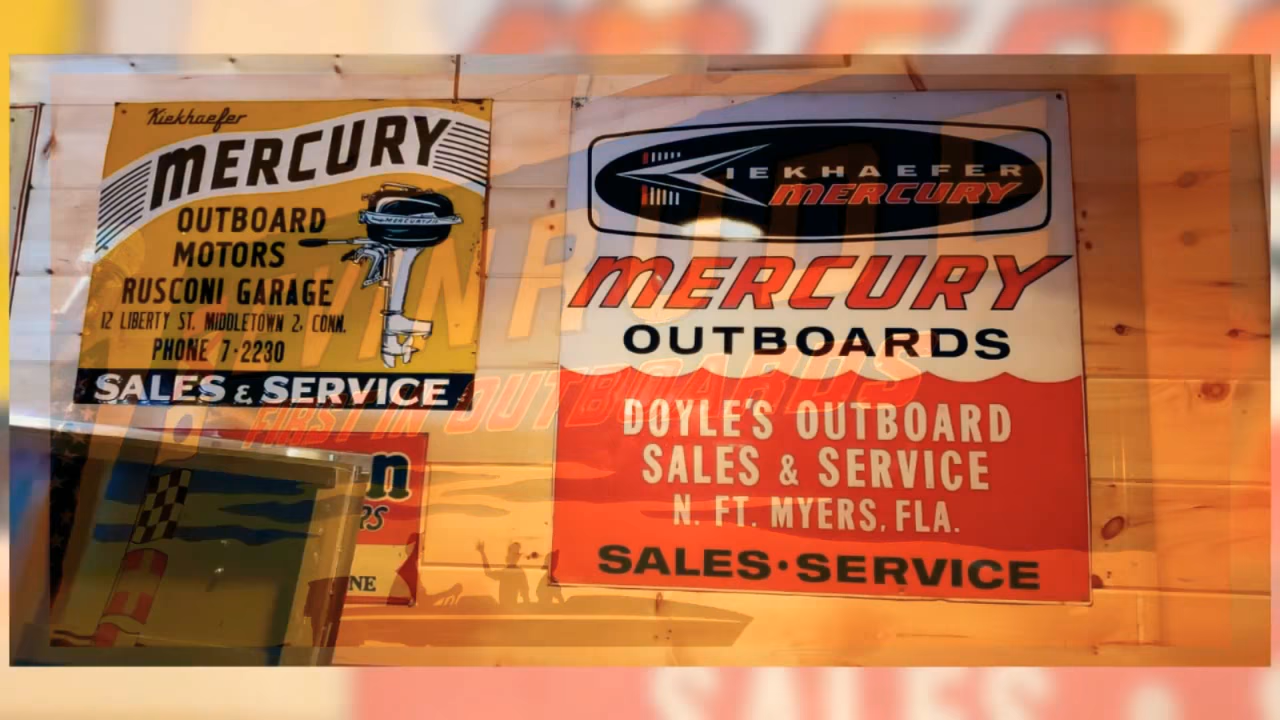 Kiekhaefer
MERCURY
OUTBOARD
MOTORS
RUSCONI GARAGE
12 LIBERTY ST. MIDDLETOWN 2, CONN.
PHONE 7-2230
SALES & SERVICE
KIEKHAEFER
MERCURY
MERCURY
OUTBOARDS
DOYLE'S OUTBOARD
SALES & SERVICE
N. FT. MYERS, FLA.
SALES·SERVICE
EVINRUDE
FIRST IN OUTBOARDS